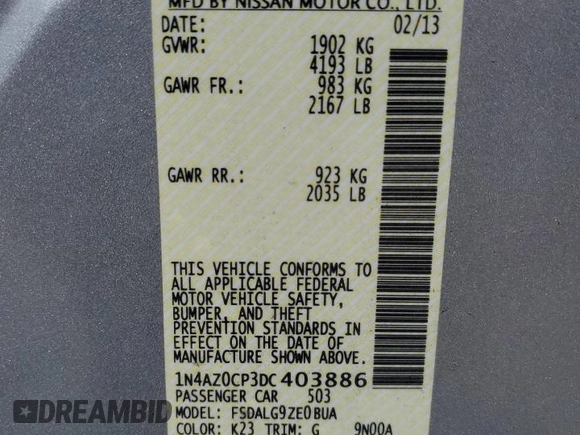 MFD BY NISSAN MOTOR CO., LTD.
DATE: 02/13
GVWR: 1902 KG
4193 LB
GAWR FR.: 983 KG
2167 LB
GAWR RR.: 923 KG
2035 LB
THIS VEHICLE CONFORMS TO
ALL APPLICABLE FEDERAL
MOTOR VEHICLE SAFETY,
BUMPER, AND THEFT
PREVENTION STANDARDS IN
EFFECT ON THE DATE OF
MANUFACTURE SHOWN ABOVE.
1N4AZ0CP3DC403886
PASSENGER CAR 503
MODEL: FSDALG9ZE0BUA
COLOR: K23 TRIM: G 9N00A
DREAMBID
.COM